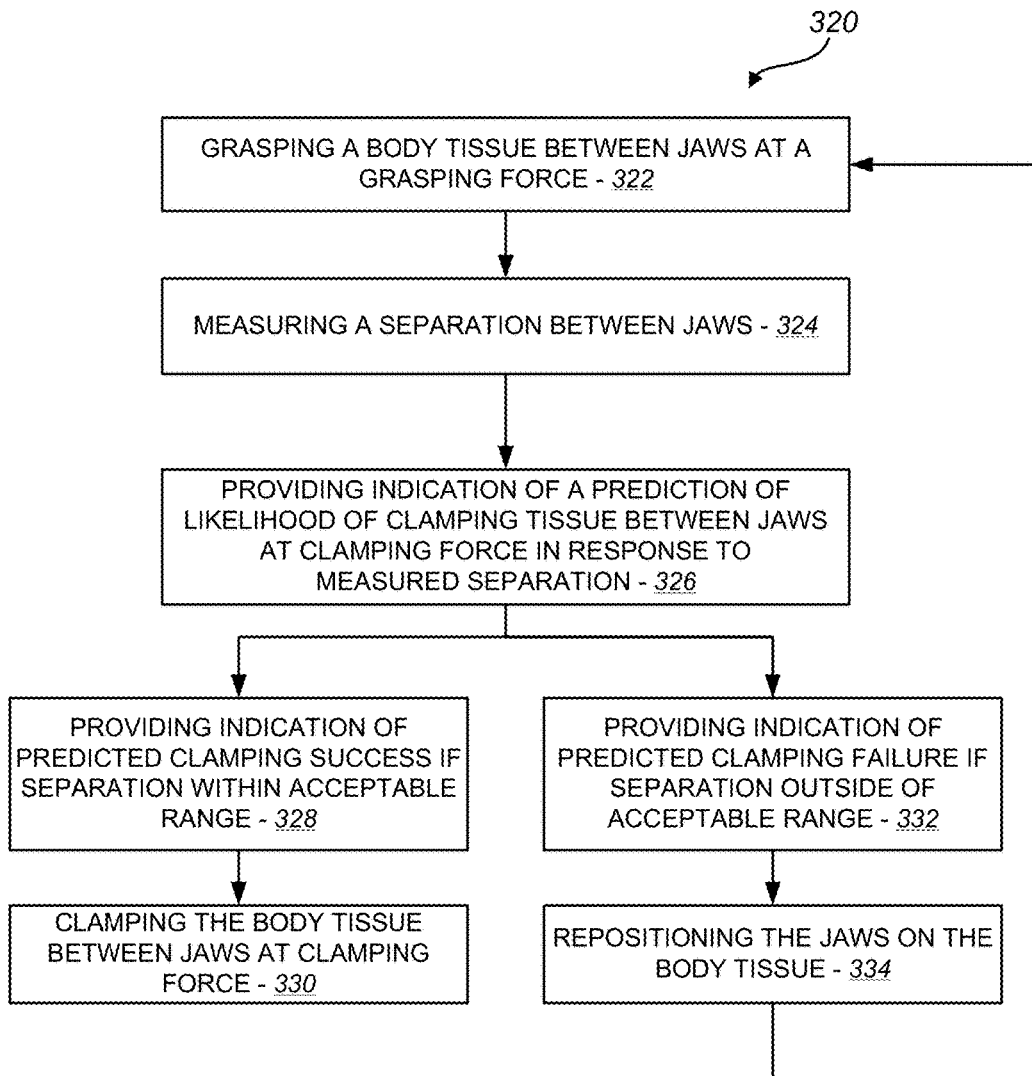 320
GRASPING A BODY TISSUE BETWEEN JAWS AT A
GRASPING FORCE - 322
MEASURING A SEPARATION BETWEEN JAWS - 324
PROVIDING INDICATION OF A PREDICTION OF
LIKELIHOOD OF CLAMPING TISSUE BETWEEN JAWS
AT CLAMPING FORCE IN RESPONSE TO
MEASURED SEPARATION - 326
PROVIDING INDICATION OF
PREDICTED CLAMPING SUCCESS IF
SEPARATION WITHIN ACCEPTABLE
RANGE - 328
PROVIDING INDICATION OF
PREDICTED CLAMPING FAILURE IF
SEPARATION OUTSIDE OF
ACCEPTABLE RANGE - 332
CLAMPING THE BODY TISSUE
BETWEEN JAWS AT CLAMPING
FORCE - 330
REPOSITIONING THE JAWS ON THE
BODY TISSUE - 334